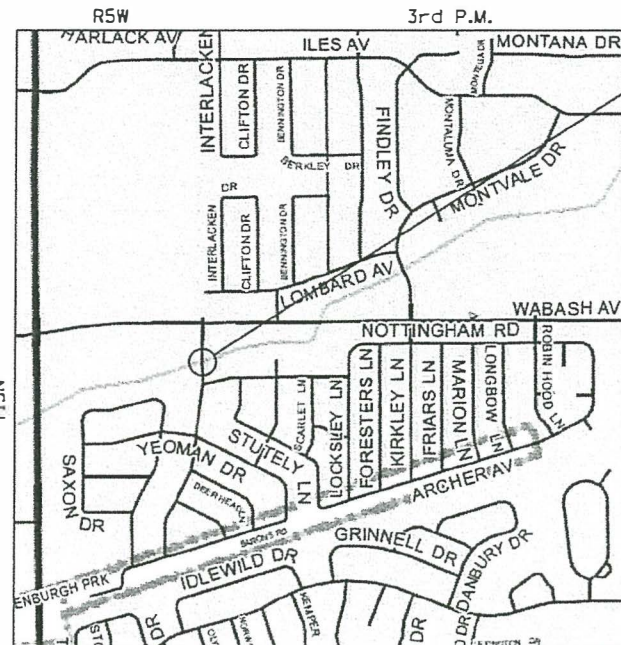 R5W
3rd P.M.
HARLACK AV
ILES AV
MONTANA DR
INTERLACKEN
CLIFTON DR
BENNINGTON DR
FINDLEY DR
MONTALUMA DR
BERKLEY DR
MONTVALE DR
DR
INTERLACKEN
CLIFTON DR
BENNINGTON DR
LOMBARD AV
WABASH AV
NOTTINGHAM RD
ROBIN HOOD LN
SCARLET LN
LOCKSLEY LN
FORESTERS LN
KIRKLEY LN
FRIARS LN
MARION LN
LONGBOW LN
STUTELY LN
YEOMAN DR
SAXON DR
ARCHER AV
BARONS RD
GRINNELL DR
IDLEWILD DR
DANBURY DR
ENBURGH PRK
KEMPER
DR
DR
DR